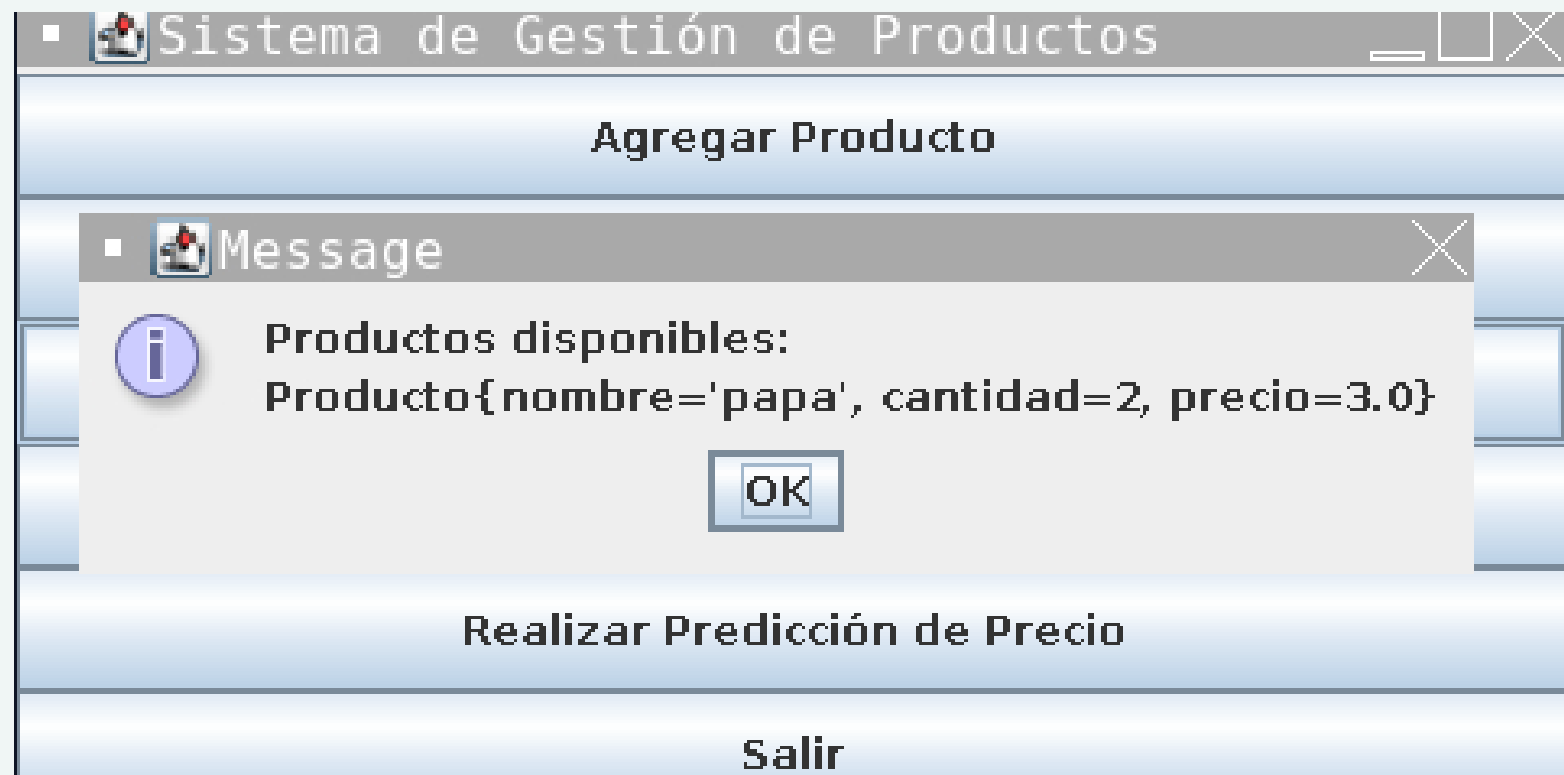 Sistema de Gestión de Productos
Agregar Producto
Message
Productos disponibles:
Producto{nombre='papa', cantidad=2, precio=3.0}
OK
Realizar Predicción de Precio
Salir